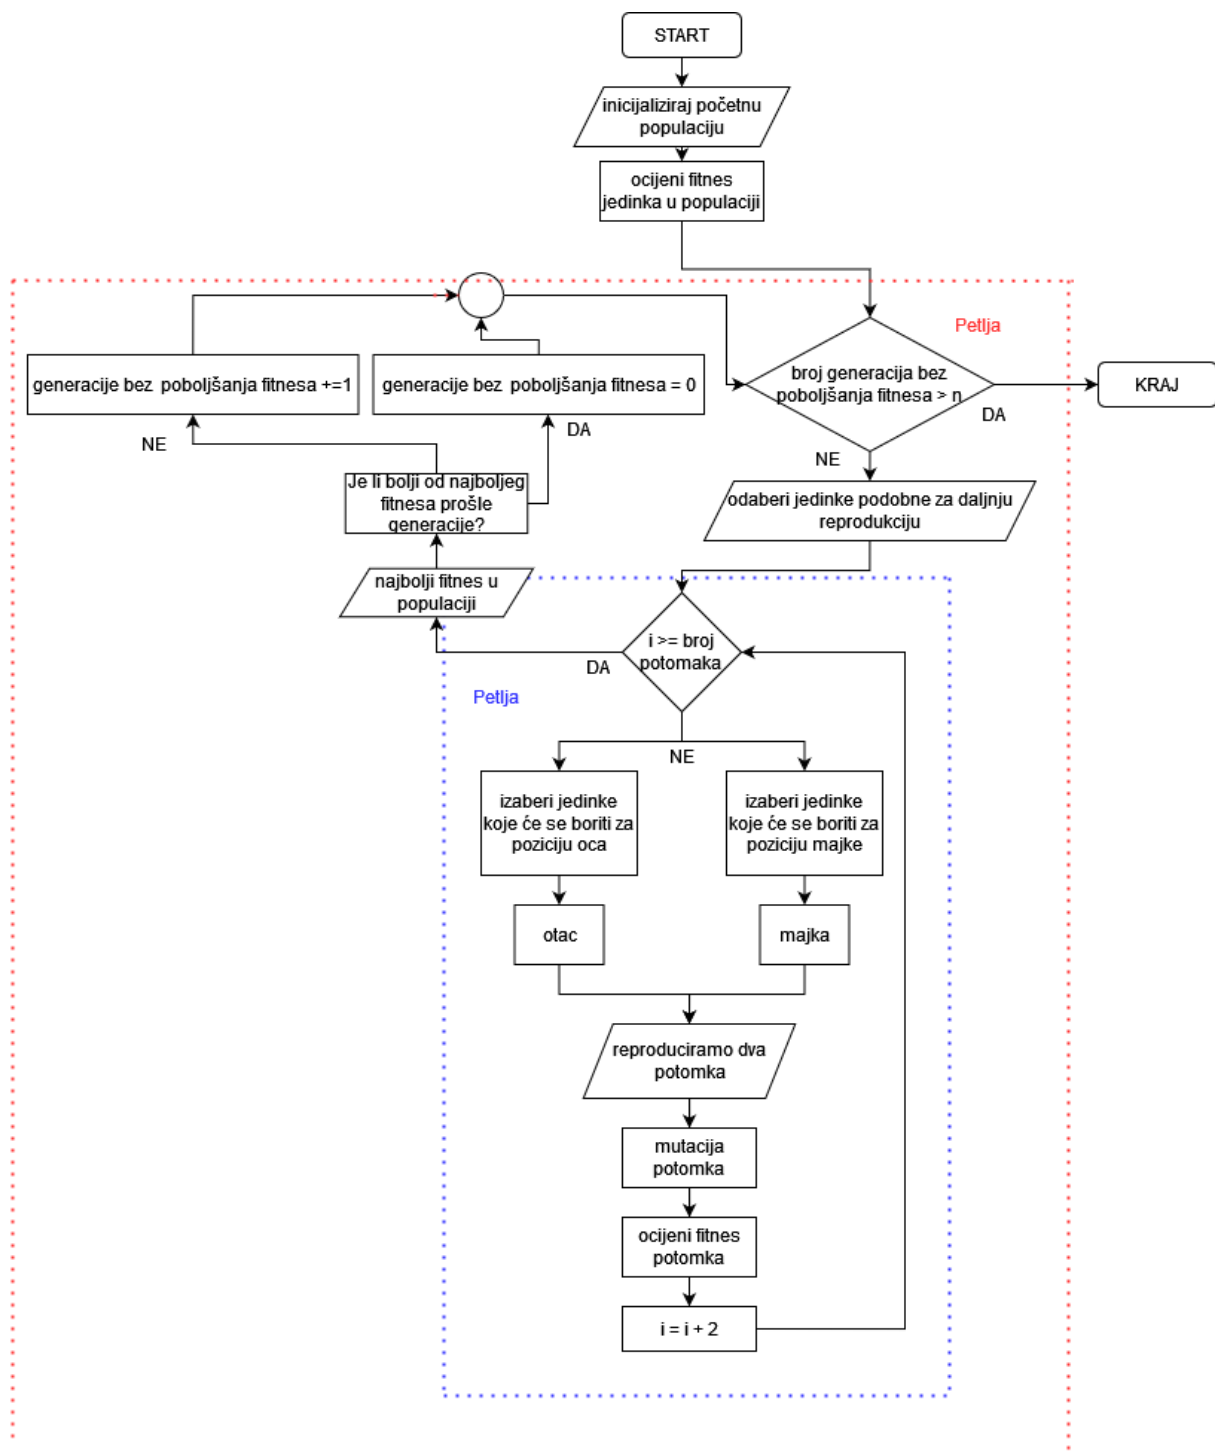 START
inicijaliziraj početnu
populaciju
ocijeni fitnes
jedinka u populaciji
Petlja
generacije bez poboljšanja fitnesa +=1
generacije bez poboljšanja fitnesa = 0
broj generacija bez
poboljšanja fitnesa > n
KRAJ
DA
NE
DA
NE
Je li bolji od najboljeg
fitnesa prošle
generacije?
odaberi jedinke podobne za daljnju
reprodukciju
najbolji fitnes u
populaciji
i >= broj
potomaka
DA
Petlja
NE
izaberi jedinke
koje će se boriti za
poziciju oca
izaberi jedinke
koje će se boriti za
poziciju majke
otac
majka
reproduciramo dva
potomka
mutacija
potomka
ocijeni fitnes
potomka
i = i + 2